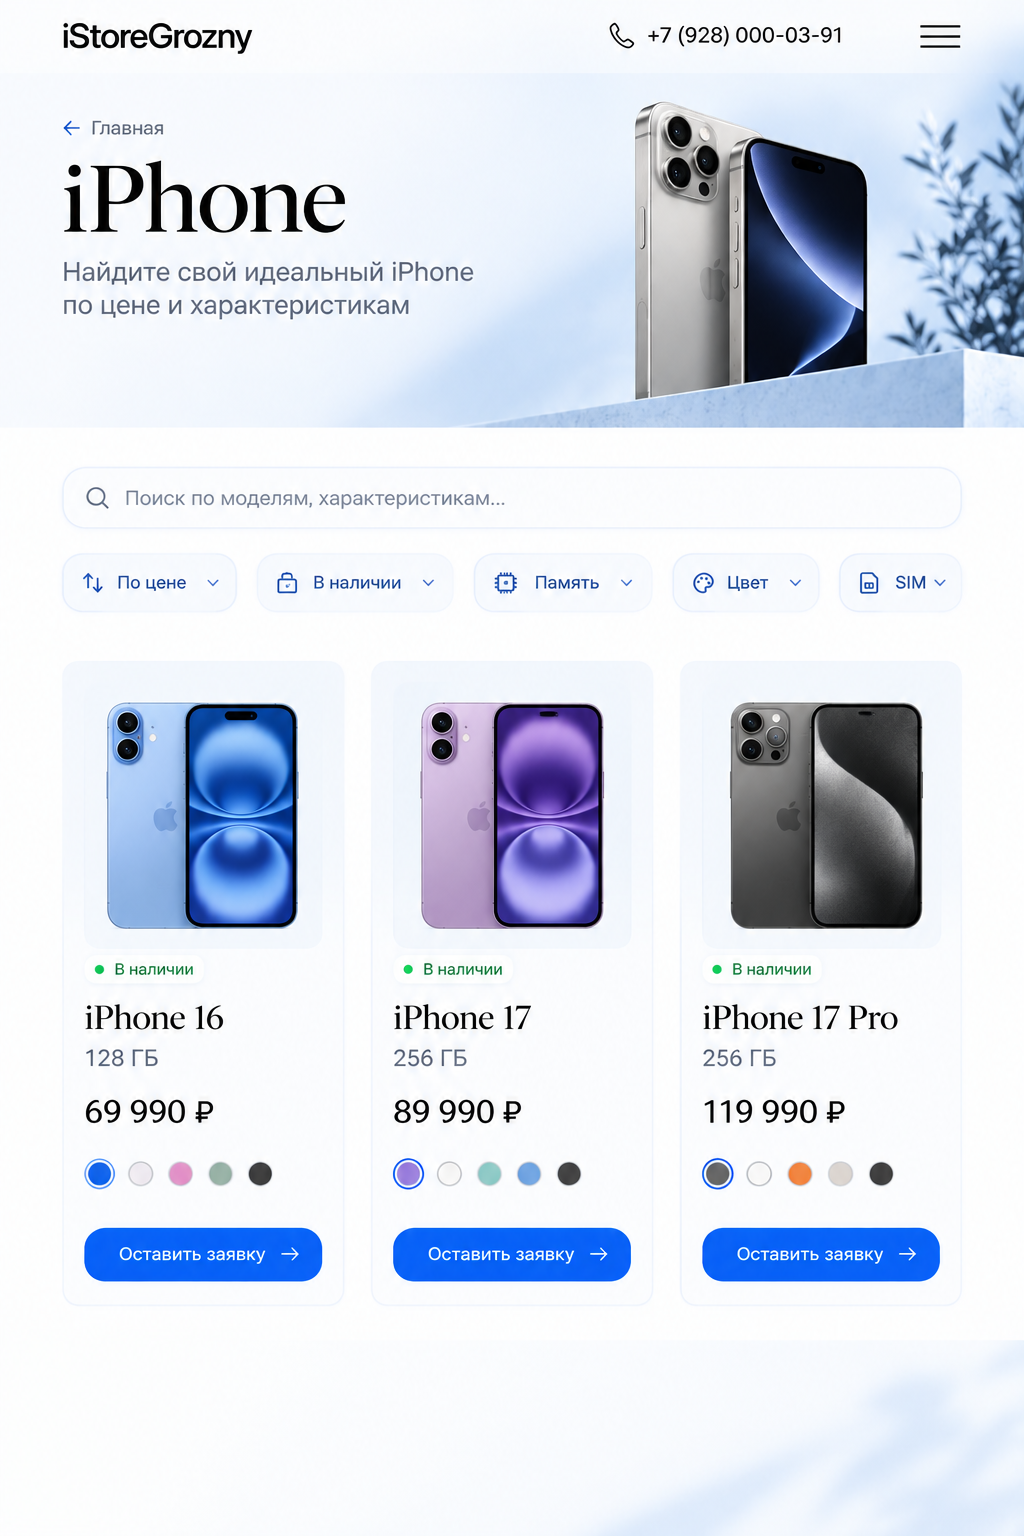 iStoreGrozny
+7 (928) 000-03-91
← Главная
iPhone
Найдите свой идеальный iPhone
по цене и характеристикам
Поиск по моделям, характеристикам...
По цене
В наличии
Память
Цвет
SIM
В наличии
iPhone 16
128 ГБ
69 990 ₽
Оставить заявку →
В наличии
iPhone 17
256 ГБ
89 990 ₽
Оставить заявку →
В наличии
iPhone 17 Pro
256 ГБ
119 990 ₽
Оставить заявку →